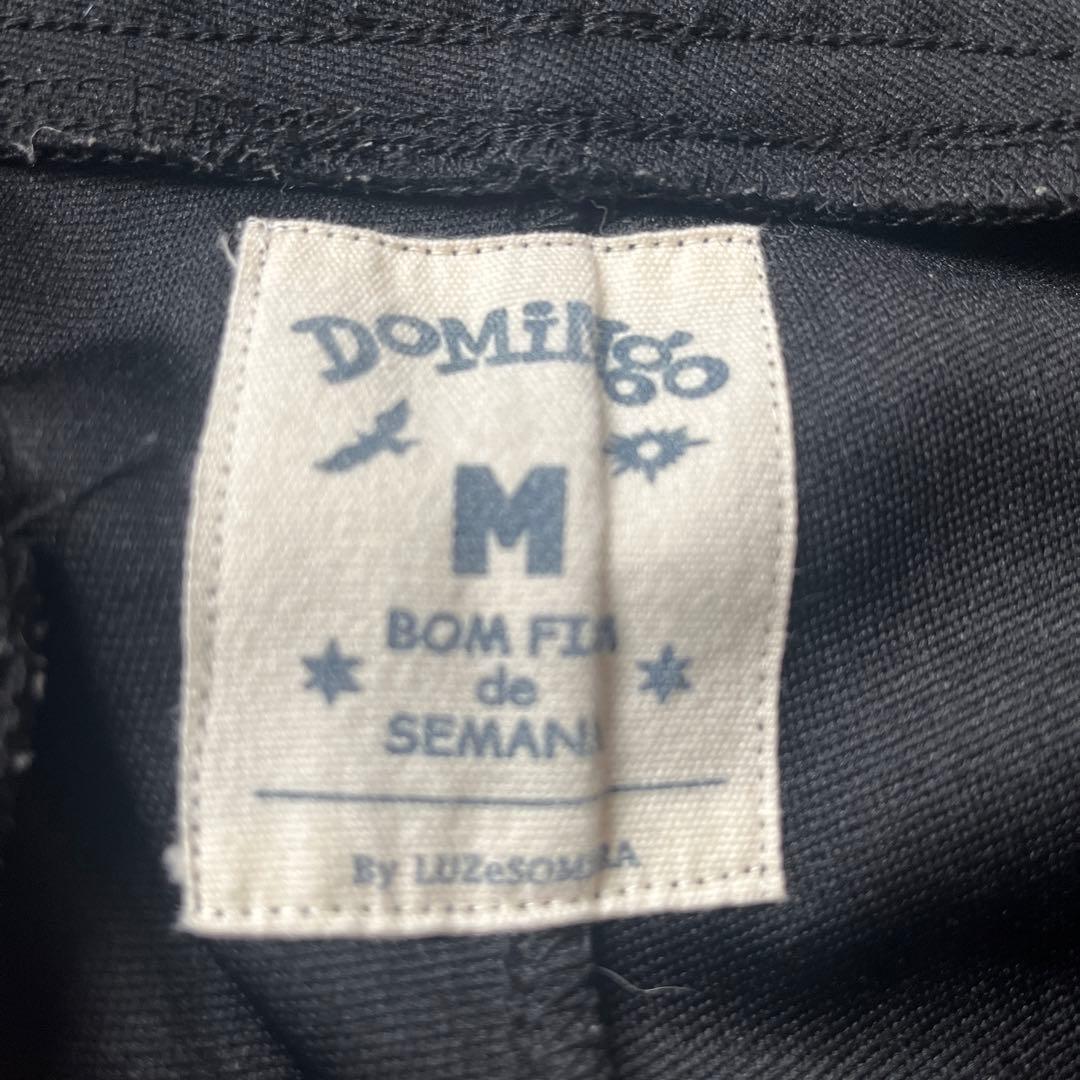 DOMiNgo
M
BOM FIM
de
SEMANA
By LUZeSOMBRA